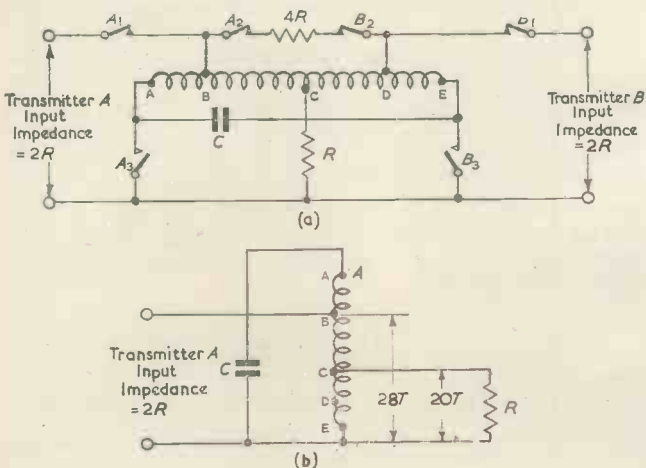 A1 A2 4R B2 B1
A B C D E
Transmitter A
Input
Impedance
= 2R
C
R
Transmitter B
Input
Impedance
= 2R
A3
B3
(a)
A A
B
Transmitter A
Input
Impedance
= 2R
C
C
28T
20T
R
D
E
(b)